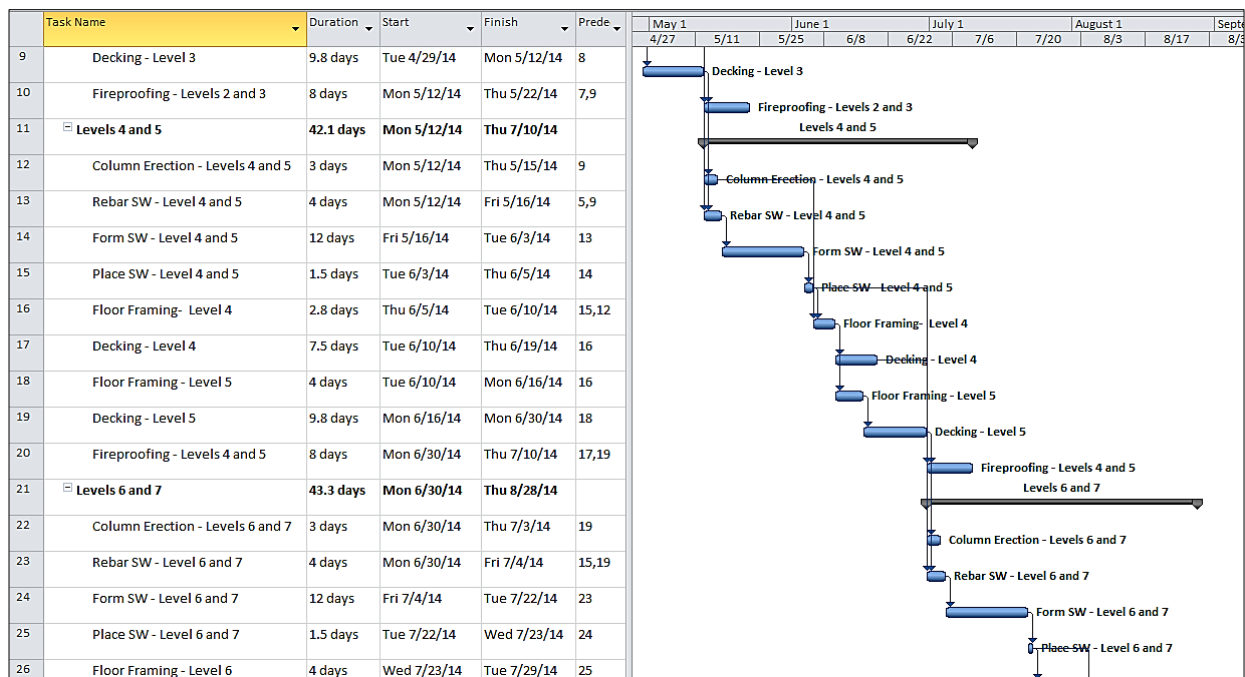 Task Name Duration Start Finish Prede May 1 June 1 July 1 August 1 Septe
4/27 5/11 5/25 6/8 6/22 7/6 7/20 8/3 8/17 8/3
9 Decking - Level 3 9.8 days Tue 4/29/14 Mon 5/12/14 8 Decking - Level 3
10 Fireproofing - Levels 2 and 3 8 days Mon 5/12/14 Thu 5/22/14 7,9 Fireproofing - Levels 2 and 3
11 Levels 4 and 5 42.1 days Mon 5/12/14 Thu 7/10/14 Levels 4 and 5
12 Column Erection - Levels 4 and 5 3 days Mon 5/12/14 Thu 5/15/14 9 Column Erection - Levels 4 and 5
13 Rebar SW - Level 4 and 5 4 days Mon 5/12/14 Fri 5/16/14 5,9 Rebar SW - Level 4 and 5
14 Form SW - Level 4 and 5 12 days Fri 5/16/14 Tue 6/3/14 13 Form SW - Level 4 and 5
15 Place SW - Level 4 and 5 1.5 days Tue 6/3/14 Thu 6/5/14 14 Place SW - Level 4 and 5
16 Floor Framing- Level 4 2.8 days Thu 6/5/14 Tue 6/10/14 15,12 Floor Framing- Level 4
17 Decking - Level 4 7.5 days Tue 6/10/14 Thu 6/19/14 16 Decking - Level 4
18 Floor Framing - Level 5 4 days Tue 6/10/14 Mon 6/16/14 16 Floor Framing - Level 5
19 Decking - Level 5 9.8 days Mon 6/16/14 Mon 6/30/14 18 Decking - Level 5
20 Fireproofing - Levels 4 and 5 8 days Mon 6/30/14 Thu 7/10/14 17,19 Fireproofing - Levels 4 and 5
21 Levels 6 and 7 43.3 days Mon 6/30/14 Thu 8/28/14 Levels 6 and 7
22 Column Erection - Levels 6 and 7 3 days Mon 6/30/14 Thu 7/3/14 19 Column Erection - Levels 6 and 7
23 Rebar SW - Level 6 and 7 4 days Mon 6/30/14 Fri 7/4/14 15,19 Rebar SW - Level 6 and 7
24 Form SW - Level 6 and 7 12 days Fri 7/4/14 Tue 7/22/14 23 Form SW - Level 6 and 7
25 Place SW - Level 6 and 7 1.5 days Tue 7/22/14 Wed 7/23/14 24 Place SW - Level 6 and 7
26 Floor Framing - Level 6 4 days Wed 7/23/14 Tue 7/29/14 25